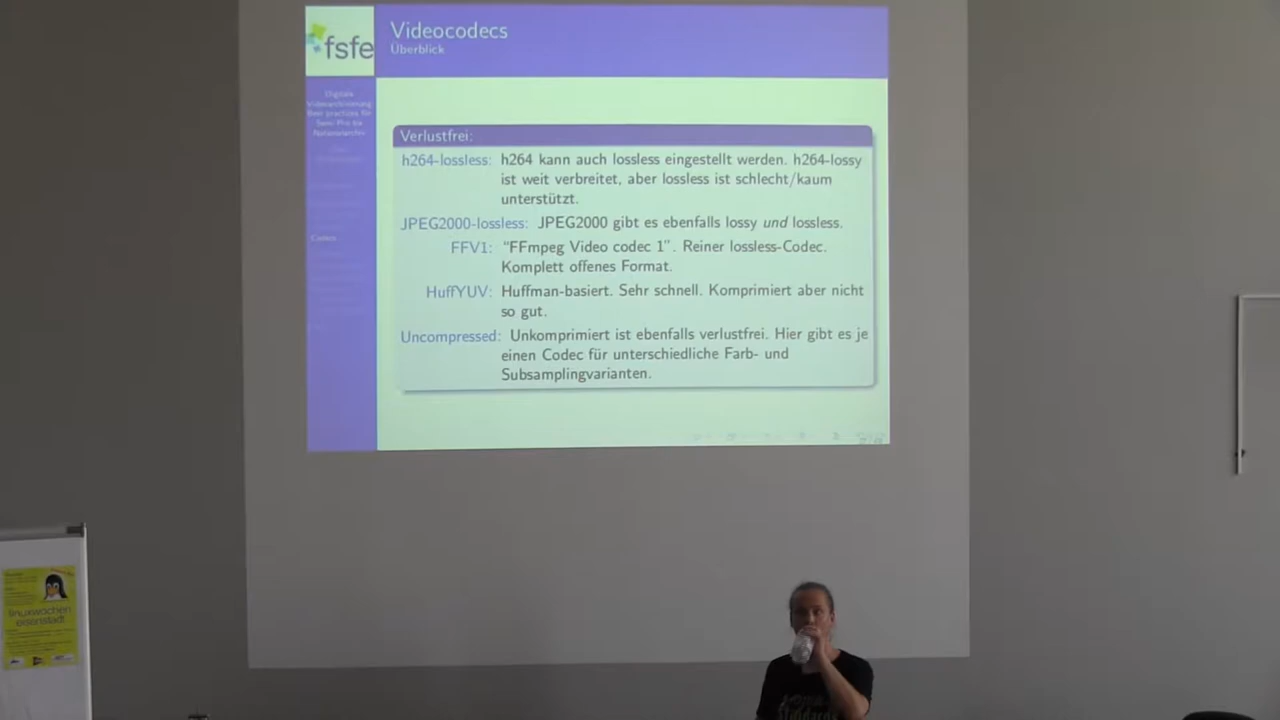 fsfe
Videocodecs
Überblick
Digitale
Videoarchivierung
Codecs
Verlustfrei:
h264-lossless: h264 kann auch lossless eingestellt werden. h264-lossy
ist weit verbreitet, aber lossless ist schlecht/kaum
unterstützt.
JPEG2000-lossless: JPEG2000 gibt es ebenfalls lossy und lossless.
FFV1: "FFmpeg Video codec 1". Reiner lossless-Codec.
Komplett offenes Format.
HuffYUV: Huffman-basiert. Sehr schnell. Komprimiert aber nicht
so gut.
Uncompressed: Unkomprimiert ist ebenfalls verlustfrei. Hier gibt es je
einen Codec für unterschiedliche Farb- und
Subsamplingvarianten.
linuxwochen
eisenstadt
Standards